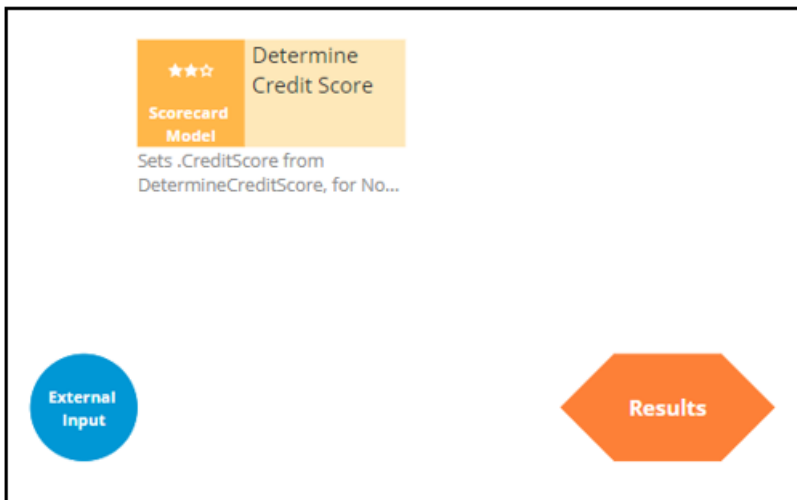 Determine
Credit Score
Scorecard
Model
Sets .CreditScore from
DetermineCreditScore, for No...
External
Input
Results